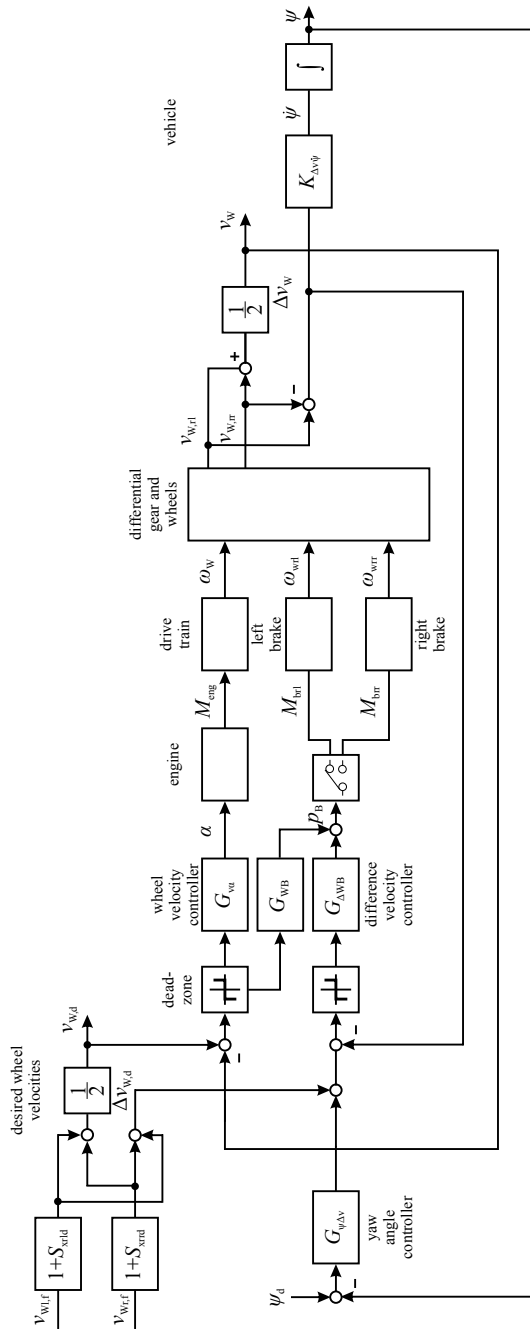 desired wheel
velocities
v_W,d
v_Wl,f
1+S_xrld
v_Wr,f
1+S_xrrd
1/2
Δv_W,d
dead-
zone
wheel
velocity
controller
G_vα
α
engine
M_eng
drive
train
ω_W
differential
gear and
wheels
v_W,rl
v_W,rr
+
−
1/2
v_W
Δv_W
vehicle
−
G_WB
p_B
G_ΔWB
difference
velocity
controller
−
M_brl
left
brake
ω_wrl
M_brr
right
brake
ω_wrr
K_Δvψ̇
ψ̇
∫
ψ
ψ_d
−
G_ψΔv
yaw
angle
controller